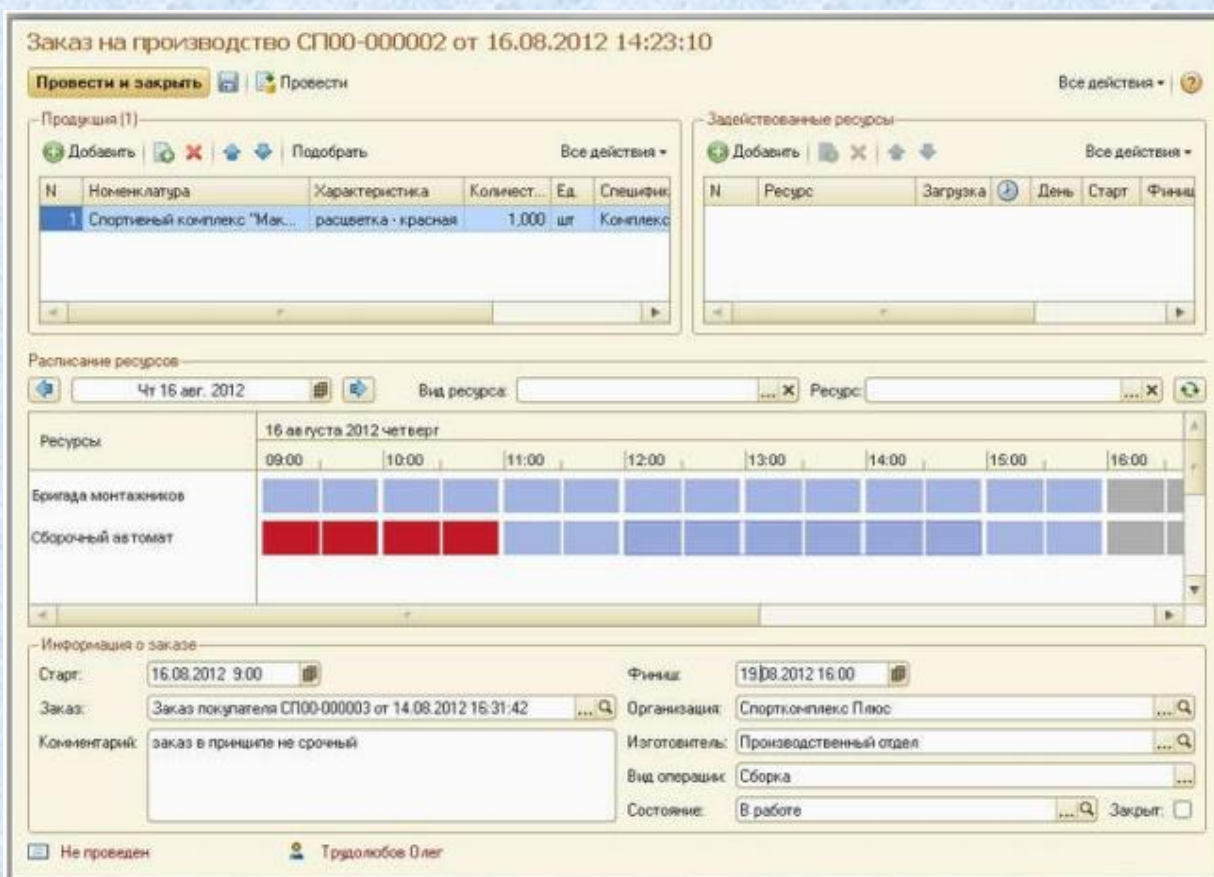 Заказ на производство СП00-000002 от 16.08.2012 14:23:10
Провести и закрыть Провести Все действия
Продукция (1) Задействованные ресурсы
Добавить Подобрать Все действия Добавить Все действия
N Номенклатура Характеристика Количест... Ед. Специфик N Ресурс Загрузка День Старт Финиш
1 Спортивный комплекс "Мак... расцветка - красная 1,000 шт Комплекс
Расписание ресурсов
Чт 16 авг. 2012 Вид ресурса: ... x Ресурс: ... x
Ресурсы 16 августа 2012 четверг
09:00 10:00 11:00 12:00 13:00 14:00 15:00 16:00
Бригада монтажников
Сборочный автомат
Информация о заказе
Старт: 16.08.2012 9:00 Финиш: 19.08.2012 16:00
Заказ: Заказ покупателя СП00-000003 от 14.08.2012 16:31:42 ... Организация: Спорткомплекс Плюс ...
Комментарий: заказ в принципе не срочный Изготовитель: Производственный отдел ...
Вид операции: Сборка ...
Состояние: В работе ... Закрыт:
Не проведен Трудолюбов Олег